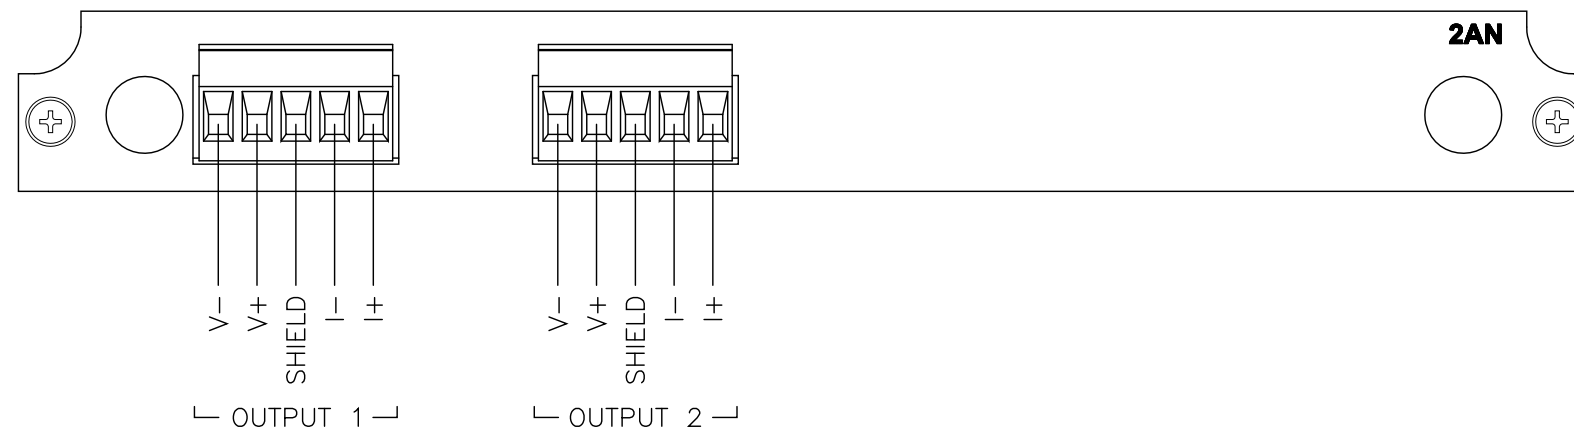 2AN
V- V+ SHIELD I- I+ V- V+ SHIELD I- I+
OUTPUT 1 OUTPUT 2